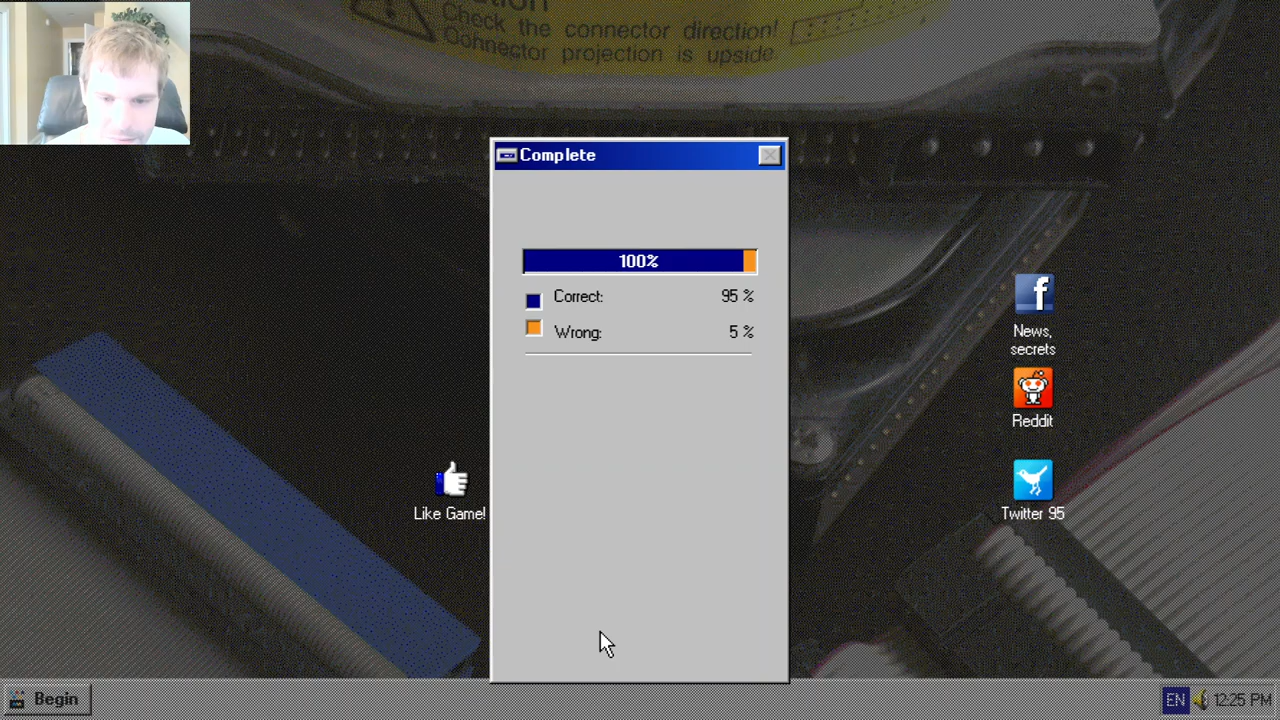 Check the connector direction!
Connector projection is upside.
Complete
100%
Correct: 95 %
Wrong: 5 %
Like Game!
f
News,
secrets
Reddit
Twitter 95
Begin
EN 12:25 PM